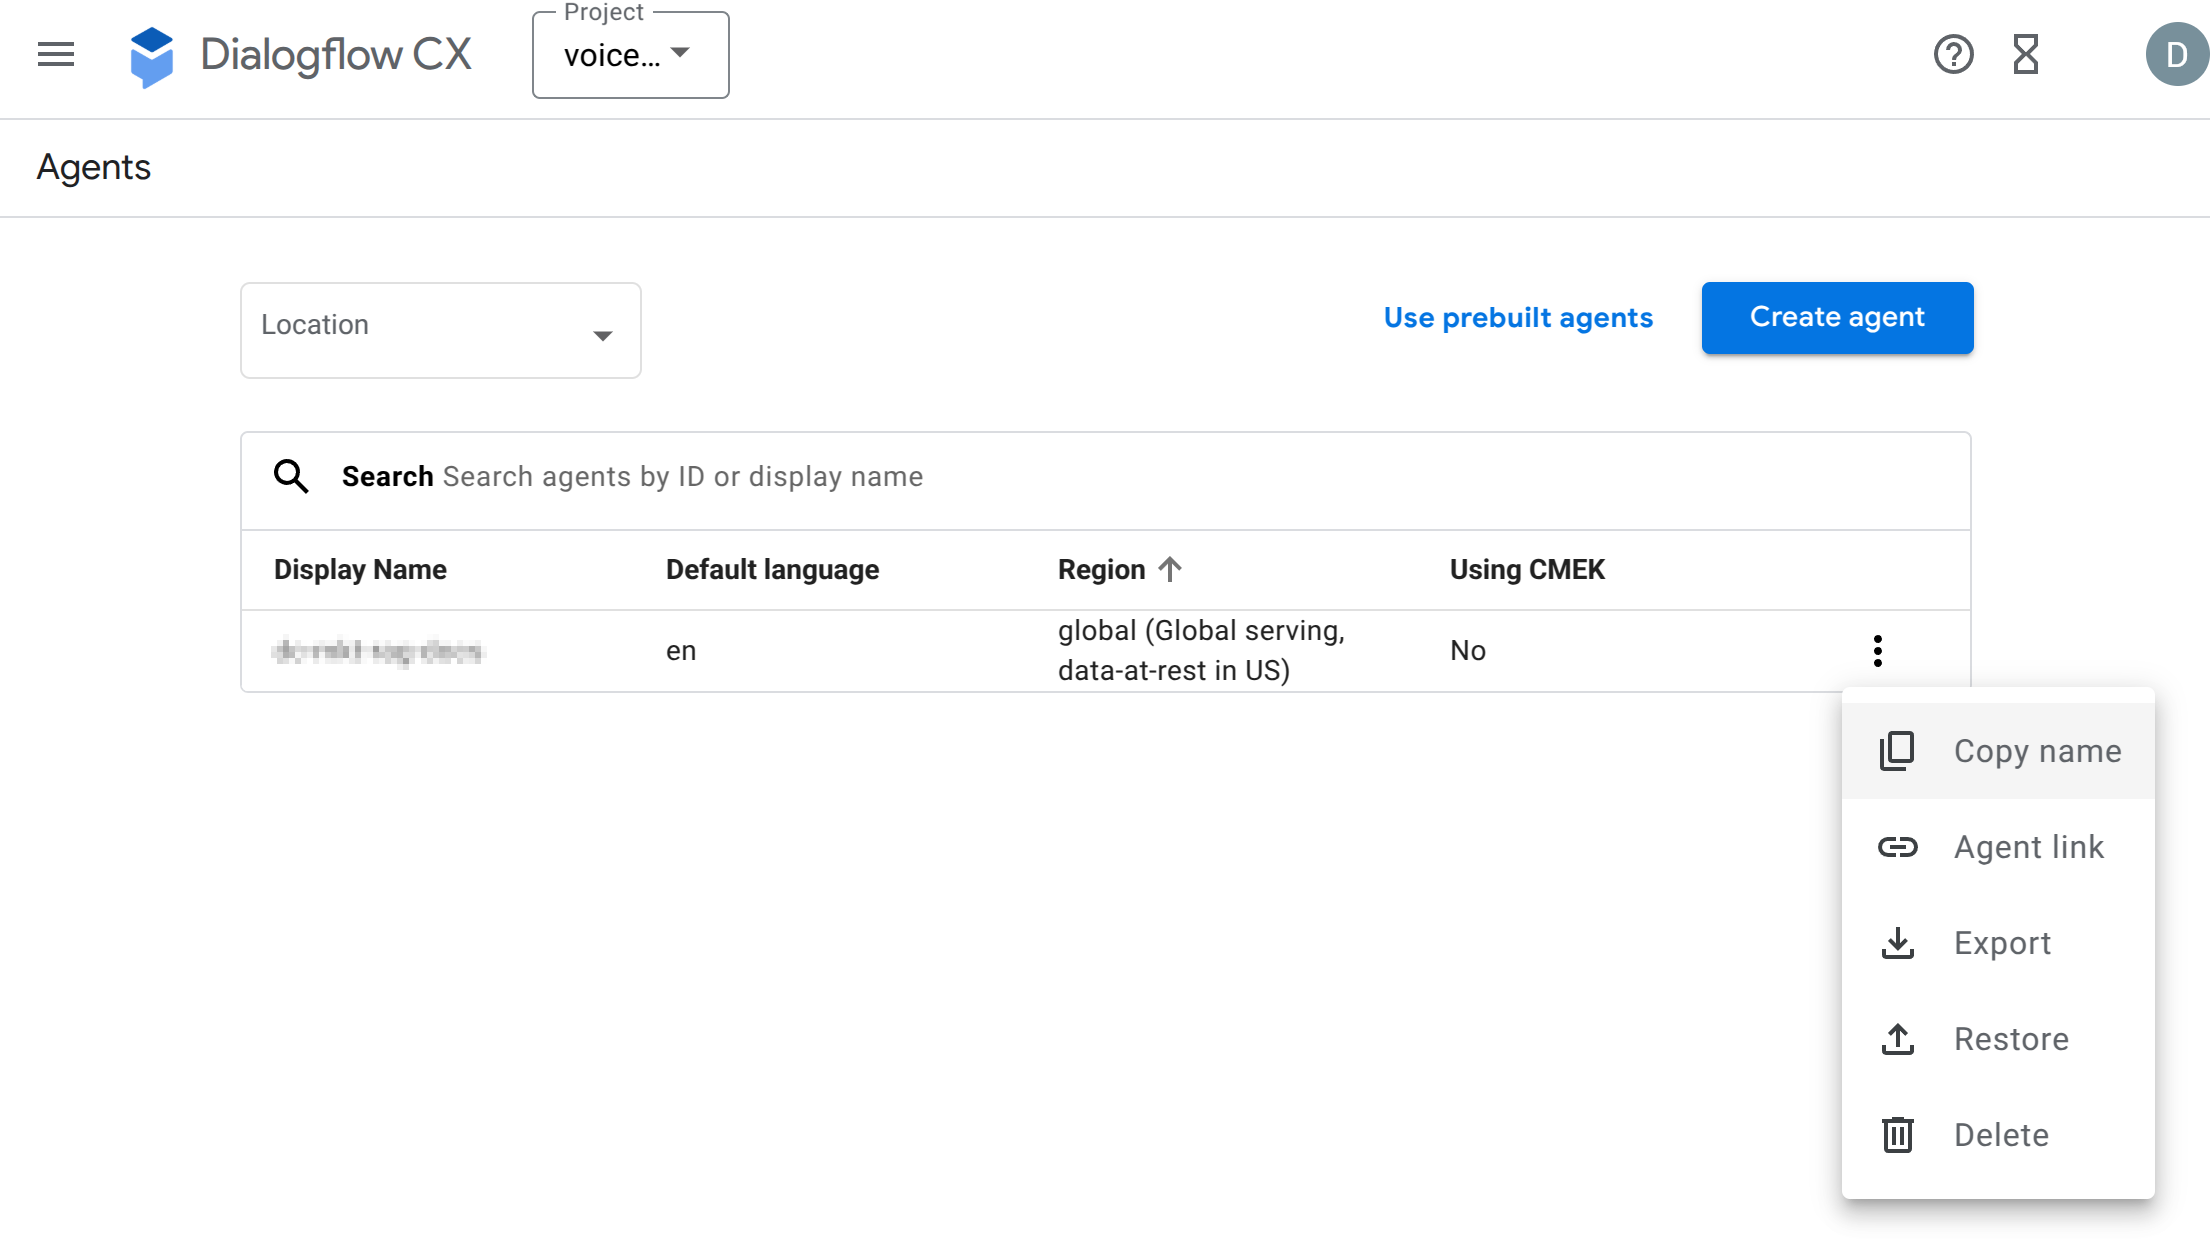 Dialogflow CX
Project
voice...
D
Agents
Location
Use prebuilt agents
Create agent
Search Search agents by ID or display name
Display Name Default language Region Using CMEK
en global (Global serving, data-at-rest in US) No
Copy name
Agent link
Export
Restore
Delete